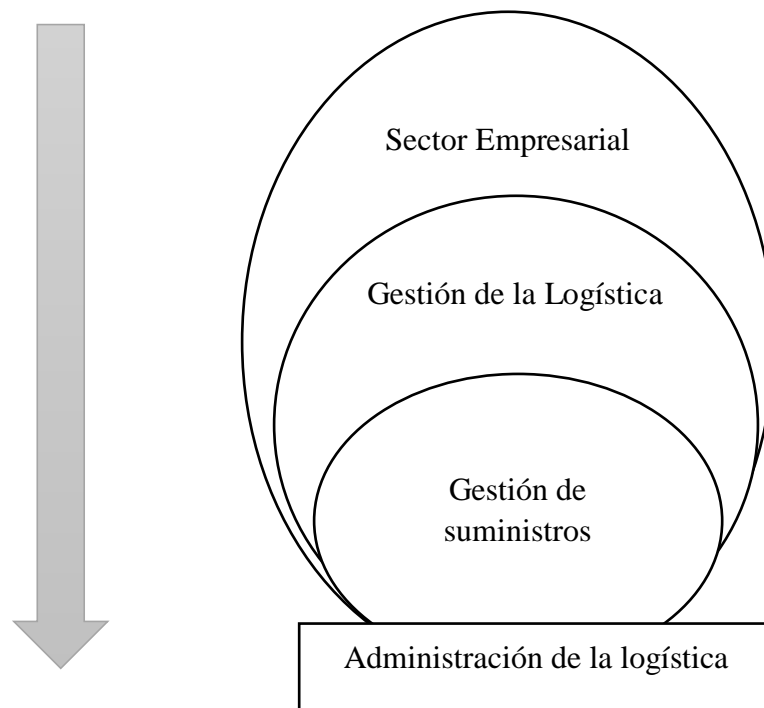 Sector Empresarial
Gestión de la Logística
Gestión de
suministros
Administración de la logística